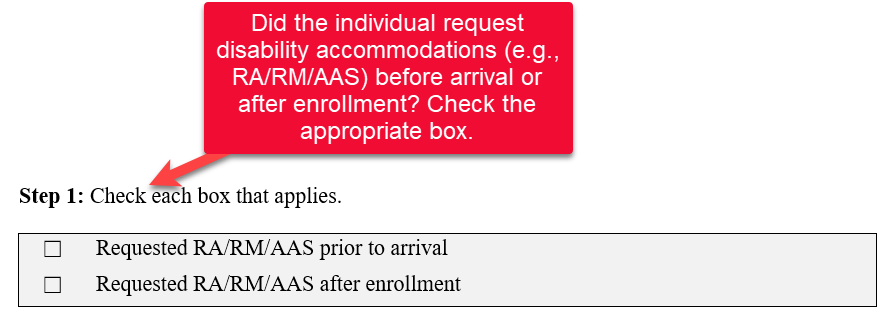 Did the individual request
disability accommodations (e.g.,
RA/RM/AAS) before arrival or
after enrollment? Check the
appropriate box.
Step 1: Check each box that applies.
☐ Requested RA/RM/AAS prior to arrival
☐ Requested RA/RM/AAS after enrollment